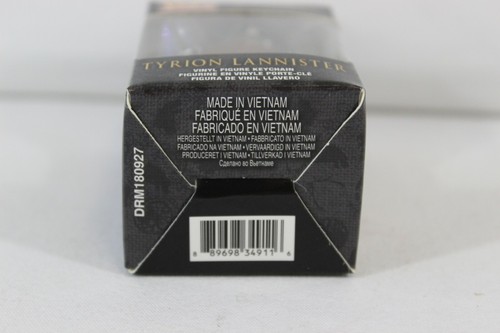 TYRION LANNISTER
VINYL FIGURE KEYCHAIN
FIGURINE EN VINYLE PORTE-CLÉ
FIGURA DE VINIL LLAVERO
MADE IN VIETNAM
FABRIQUÉ EN VIETNAM
FABRICADO EN VIETNAM
HERGESTELLT IN VIETNAM • FABBRICATO IN VIETNAM
FABRICADO NA VIETNAM • VERVAARDIGD IN VIETNAM
PRODUCERET I VIETNAM • TILLVERKAD I VIETNAM
Сделано во Вьетнаме
DRM180927
8 89698 34911 8